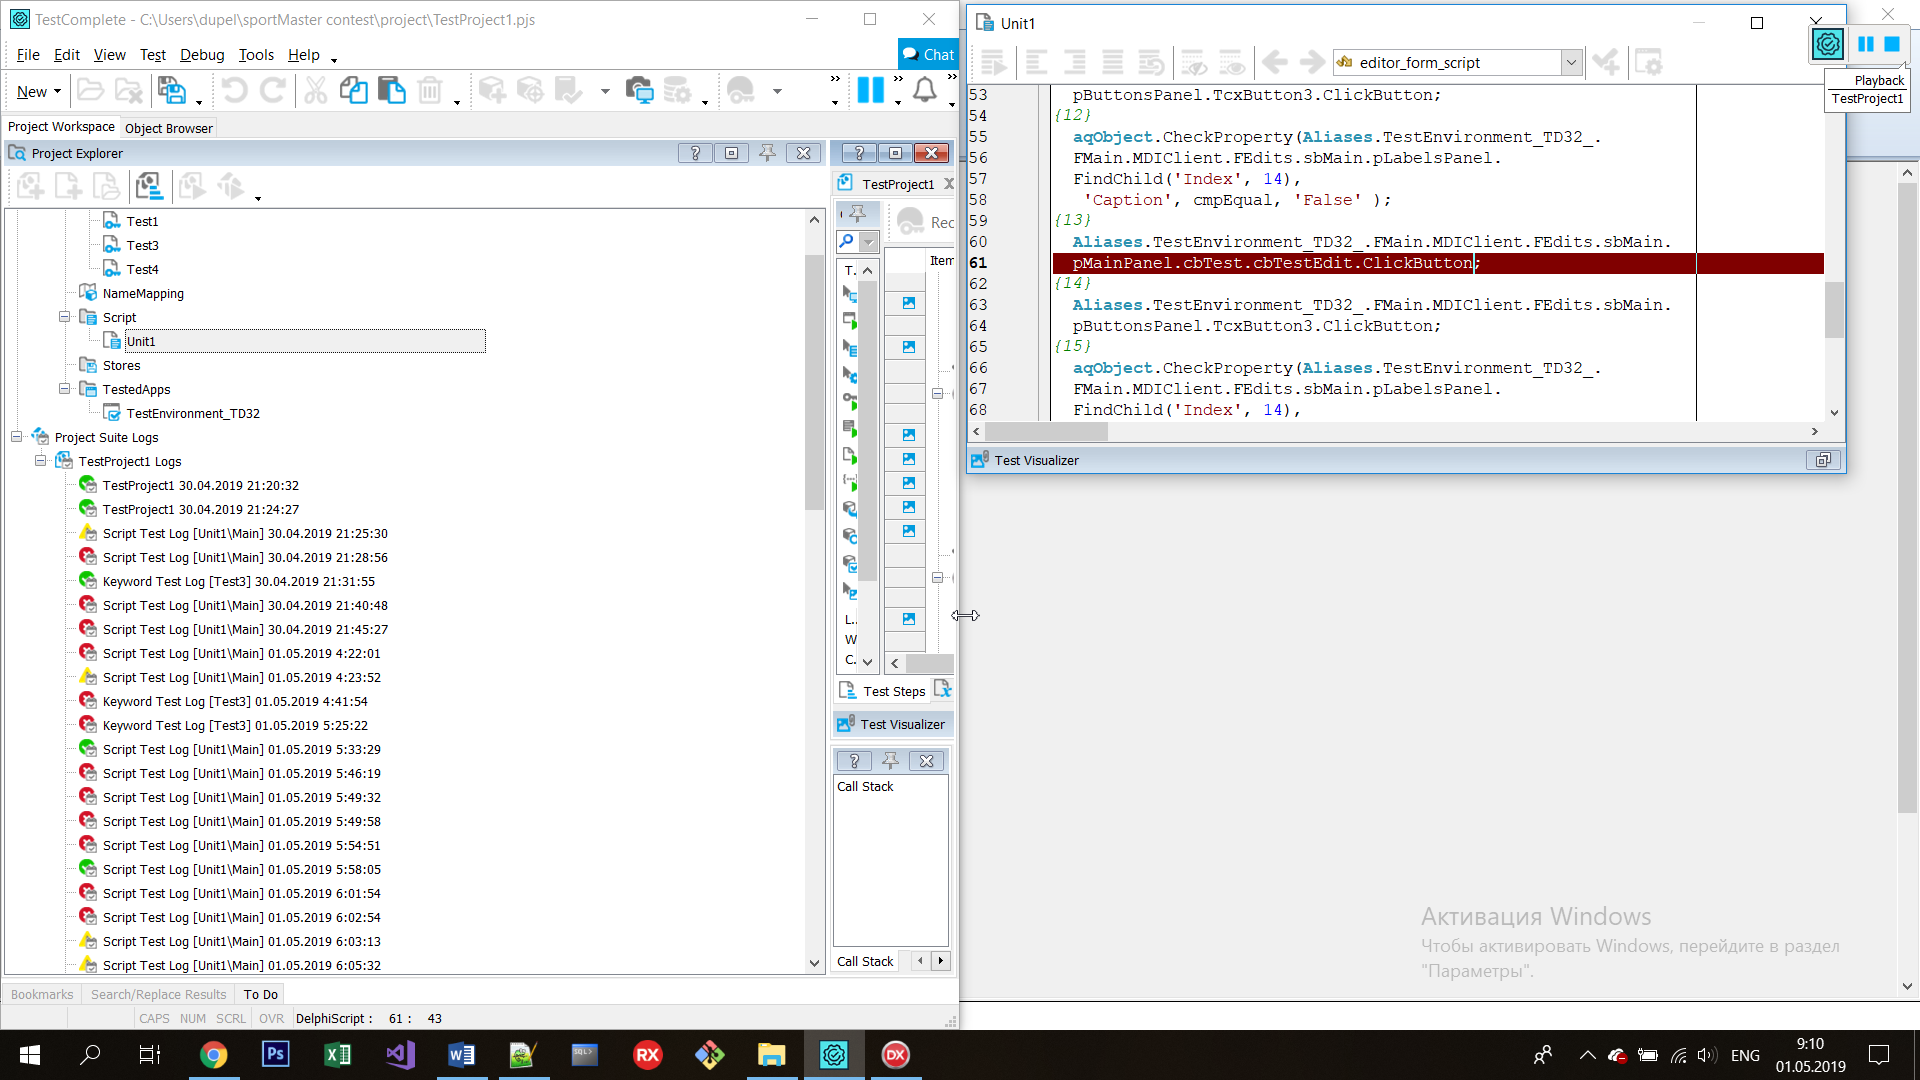 TestComplete - C:\Users\dupel\sportMaster contest\project\TestProject1.pjs
File Edit View Test Debug Tools Help
Chat
New
Project Workspace
Object Browser
Project Explorer
Test1
Test3
Test4
NameMapping
Script
Unit1
Stores
TestedApps
TestEnvironment_TD32
Project Suite Logs
TestProject1 Logs
TestProject1 30.04.2019 21:20:32
TestProject1 30.04.2019 21:24:27
Script Test Log [Unit1\Main] 30.04.2019 21:25:30
Script Test Log [Unit1\Main] 30.04.2019 21:28:56
Keyword Test Log [Test3] 30.04.2019 21:31:55
Script Test Log [Unit1\Main] 30.04.2019 21:40:48
Script Test Log [Unit1\Main] 30.04.2019 21:45:27
Script Test Log [Unit1\Main] 01.05.2019 4:22:01
Script Test Log [Unit1\Main] 01.05.2019 4:23:52
Keyword Test Log [Test3] 01.05.2019 4:41:54
Keyword Test Log [Test3] 01.05.2019 5:25:22
Script Test Log [Unit1\Main] 01.05.2019 5:33:29
Script Test Log [Unit1\Main] 01.05.2019 5:46:19
Script Test Log [Unit1\Main] 01.05.2019 5:49:32
Script Test Log [Unit1\Main] 01.05.2019 5:49:58
Script Test Log [Unit1\Main] 01.05.2019 5:54:51
Script Test Log [Unit1\Main] 01.05.2019 5:58:05
Script Test Log [Unit1\Main] 01.05.2019 6:01:54
Script Test Log [Unit1\Main] 01.05.2019 6:02:54
Script Test Log [Unit1\Main] 01.05.2019 6:03:13
Script Test Log [Unit1\Main] 01.05.2019 6:05:32
Bookmarks
Search/Replace Results
To Do
CAPS NUM SCRL OVR DelphiScript : 61 : 43
TestProject1
Rec
Item
T.
L..
W
C.
Test Steps
Test Visualizer
Call Stack
Call Stack
Unit1
editor_form_script
53 pButtonsPanel.TcxButton3.ClickButton;
54 {12}
55 aqObject.CheckProperty(Aliases.TestEnvironment_TD32_.
56 FMain.MDIClient.FEdits.sbMain.pLabelsPanel.
57 FindChild('Index', 14),
58 'Caption', cmpEqual, 'False' );
59 {13}
60 Aliases.TestEnvironment_TD32_.FMain.MDIClient.FEdits.sbMain.
61 pMainPanel.cbTest.cbTestEdit.ClickButton;
62 {14}
63 Aliases.TestEnvironment_TD32_.FMain.MDIClient.FEdits.sbMain.
64 pButtonsPanel.TcxButton3.ClickButton;
65 {15}
66 aqObject.CheckProperty(Aliases.TestEnvironment_TD32_.
67 FMain.MDIClient.FEdits.sbMain.pLabelsPanel.
68 FindChild('Index', 14),
Test Visualizer
Playback
TestProject1
Активация Windows
Чтобы активировать Windows, перейдите в раздел
"Параметры".
Ps
SQL>
RX
DX
ENG
9:10
01.05.2019